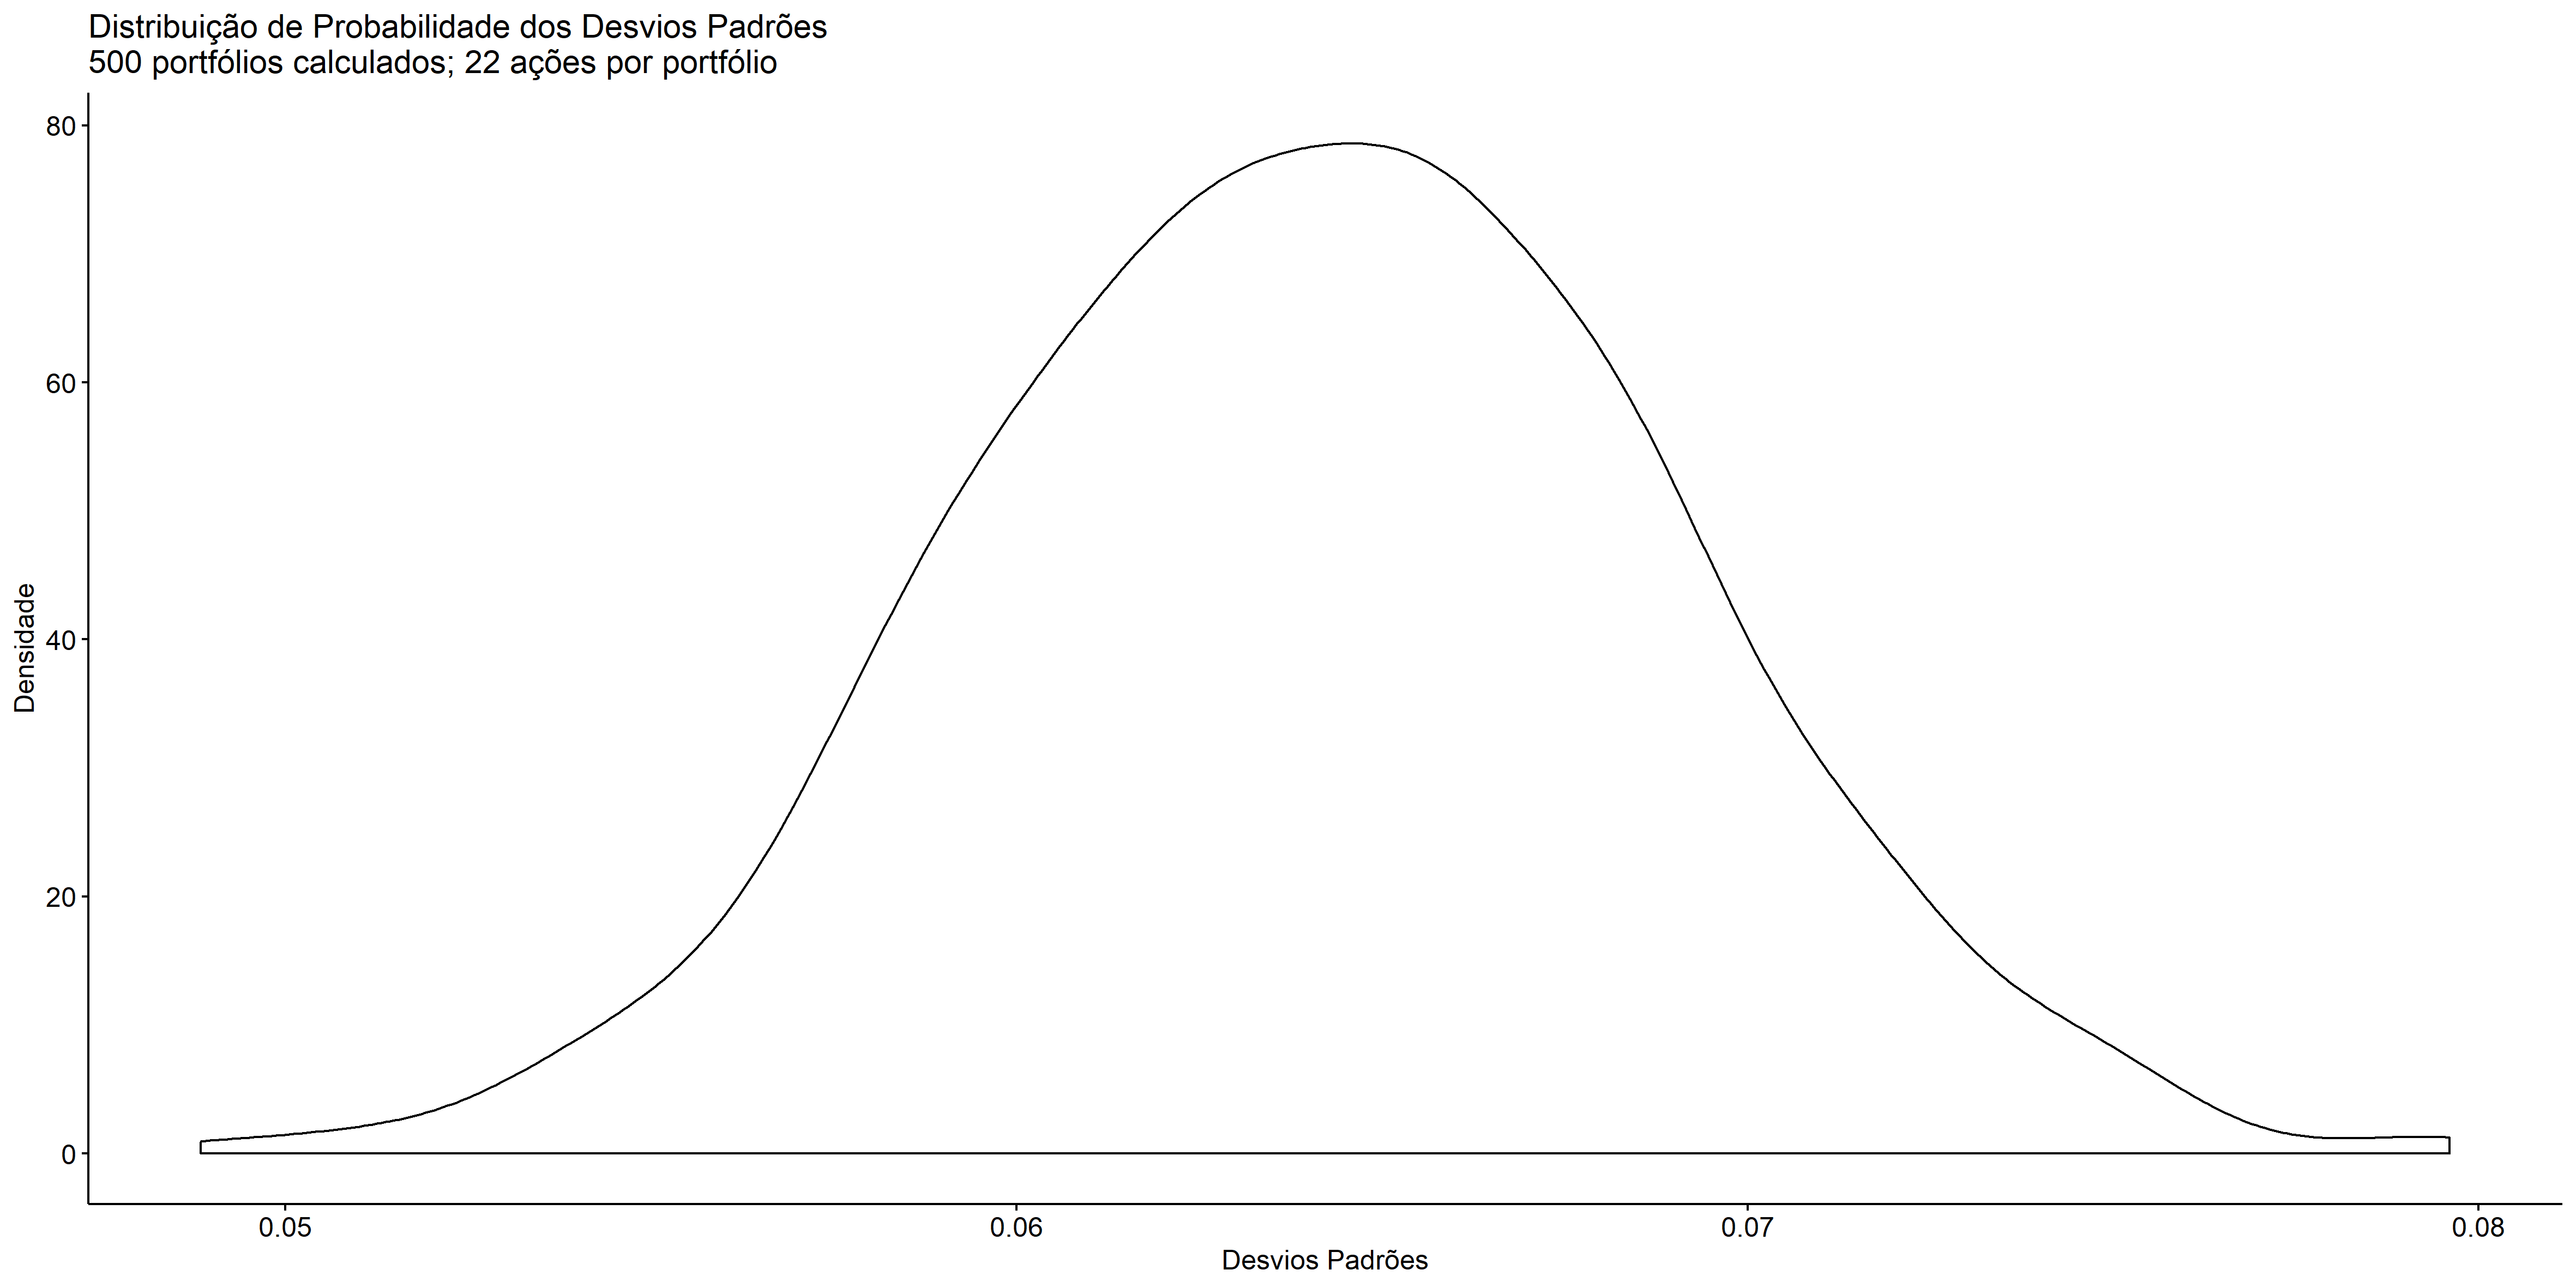 Distribuição de Probabilidade dos Desvios Padrões
500 portfólios calculados; 22 ações por portfólio
80
60
40
20
0
Densidade
0.05
0.06
0.07
0.08
Desvios Padrões